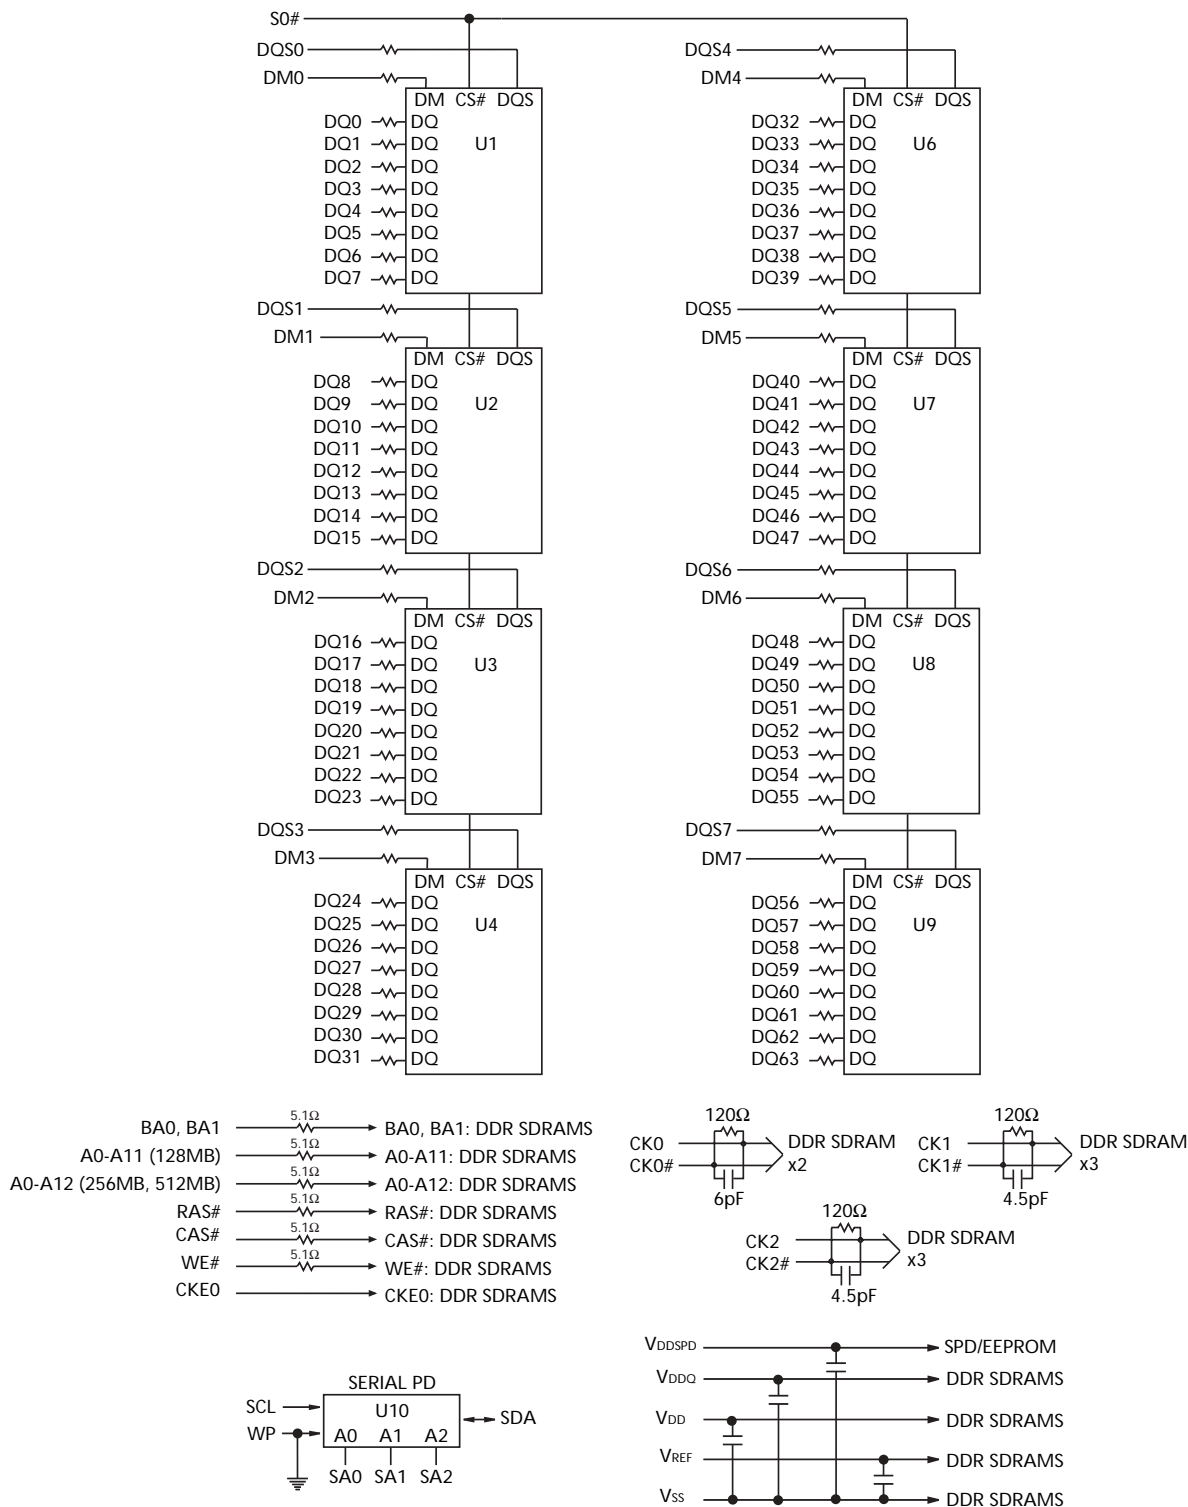 S0#
DQS0
DM0
DM CS# DQS
U1
DQ0 DQ
DQ1 DQ
DQ2 DQ
DQ3 DQ
DQ4 DQ
DQ5 DQ
DQ6 DQ
DQ7 DQ
DQS1
DM1
DM CS# DQS
U2
DQ8 DQ
DQ9 DQ
DQ10 DQ
DQ11 DQ
DQ12 DQ
DQ13 DQ
DQ14 DQ
DQ15 DQ
DQS2
DM2
DM CS# DQS
U3
DQ16 DQ
DQ17 DQ
DQ18 DQ
DQ19 DQ
DQ20 DQ
DQ21 DQ
DQ22 DQ
DQ23 DQ
DQS3
DM3
DM CS# DQS
U4
DQ24 DQ
DQ25 DQ
DQ26 DQ
DQ27 DQ
DQ28 DQ
DQ29 DQ
DQ30 DQ
DQ31 DQ
DQS4
DM4
DM CS# DQS
U6
DQ32 DQ
DQ33 DQ
DQ34 DQ
DQ35 DQ
DQ36 DQ
DQ37 DQ
DQ38 DQ
DQ39 DQ
DQS5
DM5
DM CS# DQS
U7
DQ40 DQ
DQ41 DQ
DQ42 DQ
DQ43 DQ
DQ44 DQ
DQ45 DQ
DQ46 DQ
DQ47 DQ
DQS6
DM6
DM CS# DQS
U8
DQ48 DQ
DQ49 DQ
DQ50 DQ
DQ51 DQ
DQ52 DQ
DQ53 DQ
DQ54 DQ
DQ55 DQ
DQS7
DM7
DM CS# DQS
U9
DQ56 DQ
DQ57 DQ
DQ58 DQ
DQ59 DQ
DQ60 DQ
DQ61 DQ
DQ62 DQ
DQ63 DQ
BA0, BA1 5.1Ω BA0, BA1: DDR SDRAMS
A0-A11 (128MB) 5.1Ω A0-A11: DDR SDRAMS
A0-A12 (256MB, 512MB) 5.1Ω A0-A12: DDR SDRAMS
RAS# 5.1Ω RAS#: DDR SDRAMS
CAS# 5.1Ω CAS#: DDR SDRAMS
WE# 5.1Ω WE#: DDR SDRAMS
CKE0 CKE0: DDR SDRAMS
120Ω
CK0 DDR SDRAM
CK0# x2
6pF
120Ω
CK1 DDR SDRAM
CK1# x3
4.5pF
120Ω
CK2 DDR SDRAM
CK2# x3
4.5pF
SERIAL PD
SCL U10 SDA
WP A0 A1 A2
SA0 SA1 SA2
VDDSPD SPD/EEPROM
VDDQ DDR SDRAMS
VDD DDR SDRAMS
VREF DDR SDRAMS
VSS DDR SDRAMS